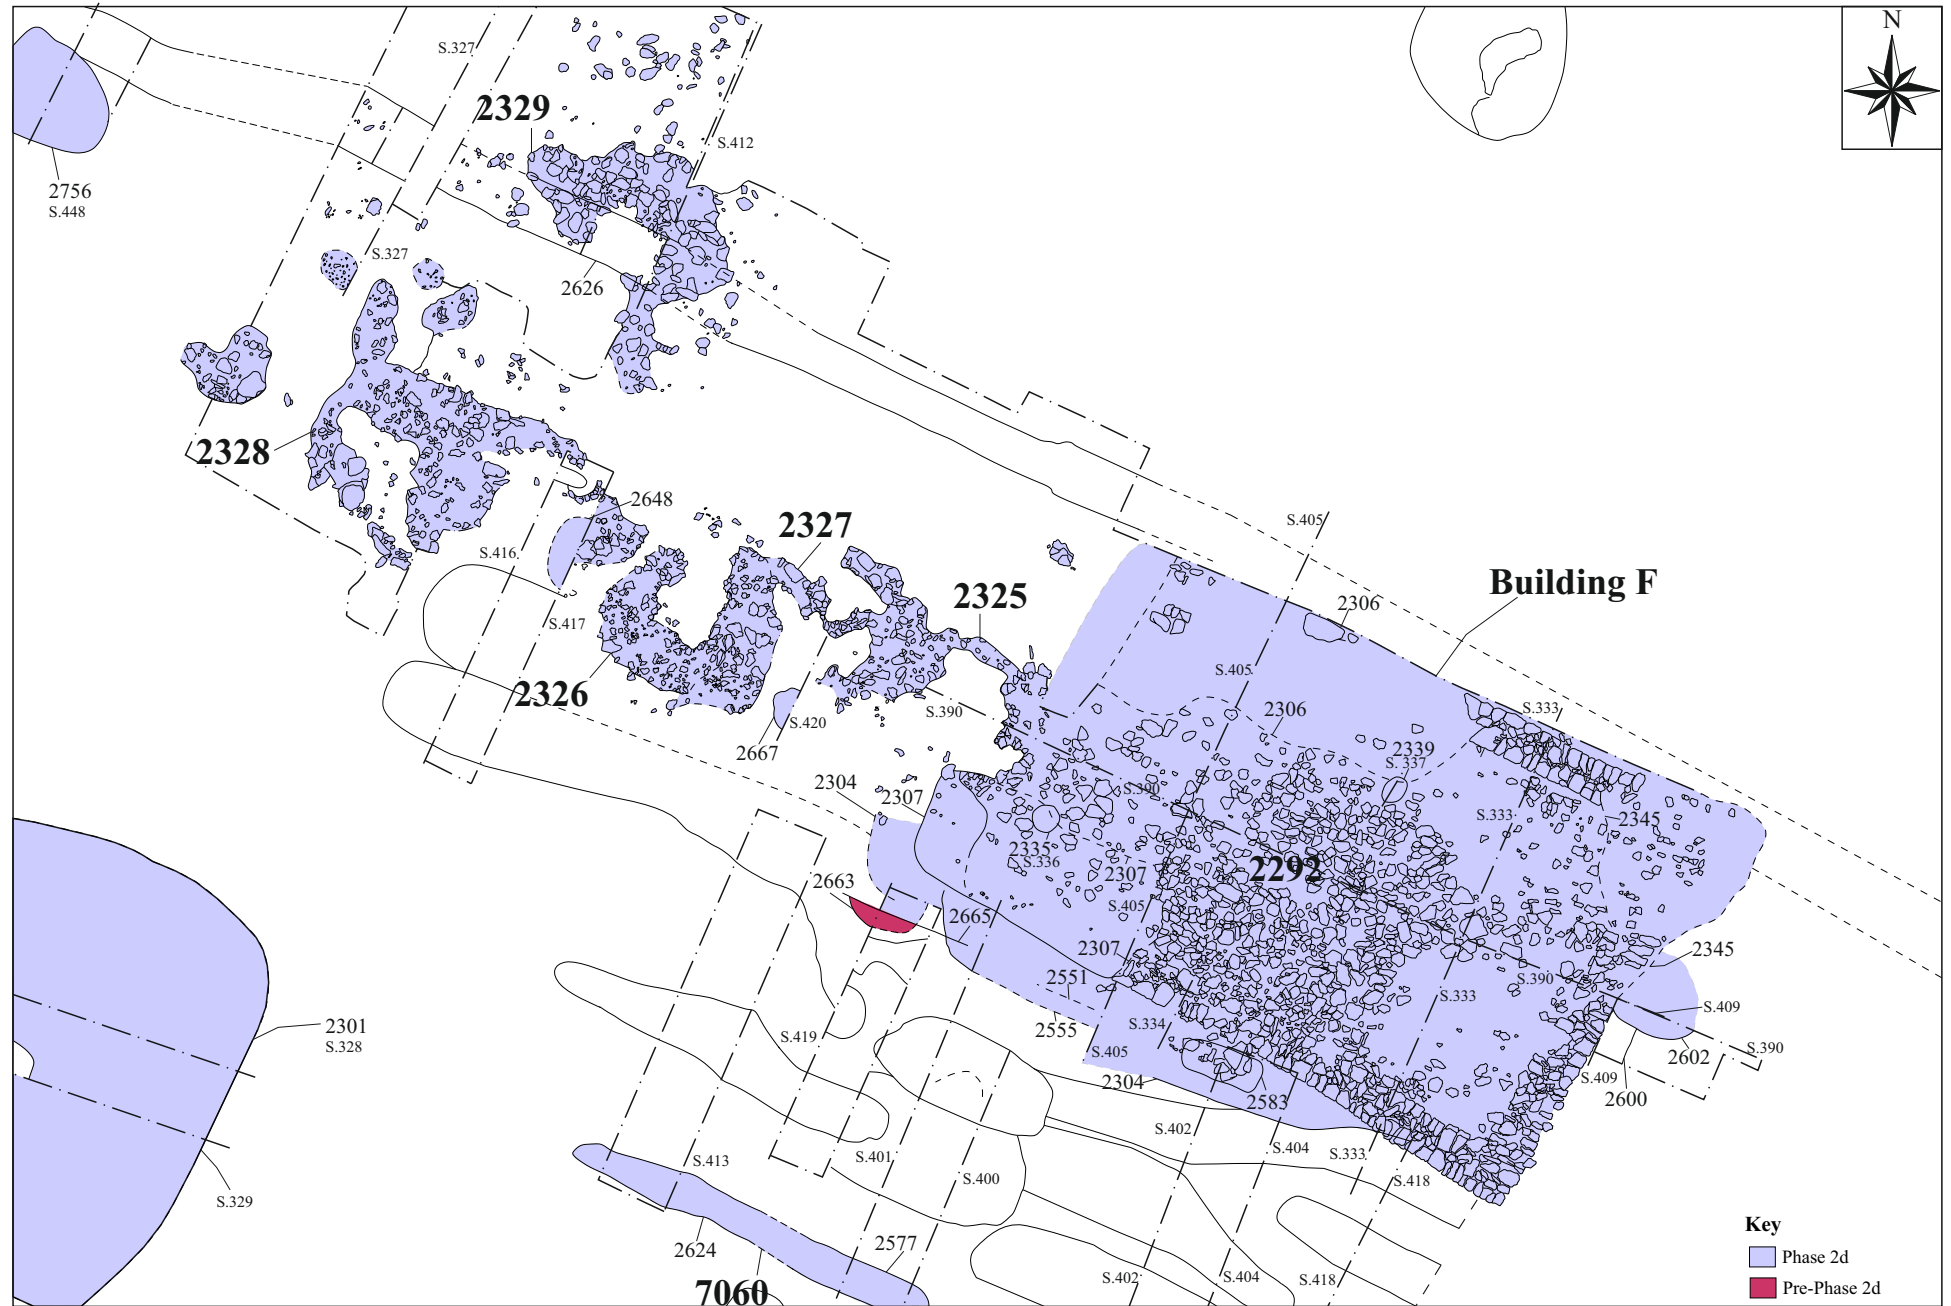 N
S.327
2329
S.412
2756
S.448
S.327
2626
2328
2648
2327
S.416
S.405
Building F
2325
2306
S.417
S.405
2326
2306
S.390
S.420
S.333
2667
2339
S. 337
2304
2307
S.390
S.333
2345
2335
S.336
2292
2307
2663
S.405
2665
2307
2345
2551
S.390
S.333
S.409
2301
S.328
2555
S.334
S.419
S.405
S.390
2602
2304
S.409
2583
2600
S.402
S.404
S.333
S.401
S.413
S.400
S.418
S.329
Key
2624
2577
Phase 2d
S.402
S.404
S.418
7060
Pre-Phase 2d